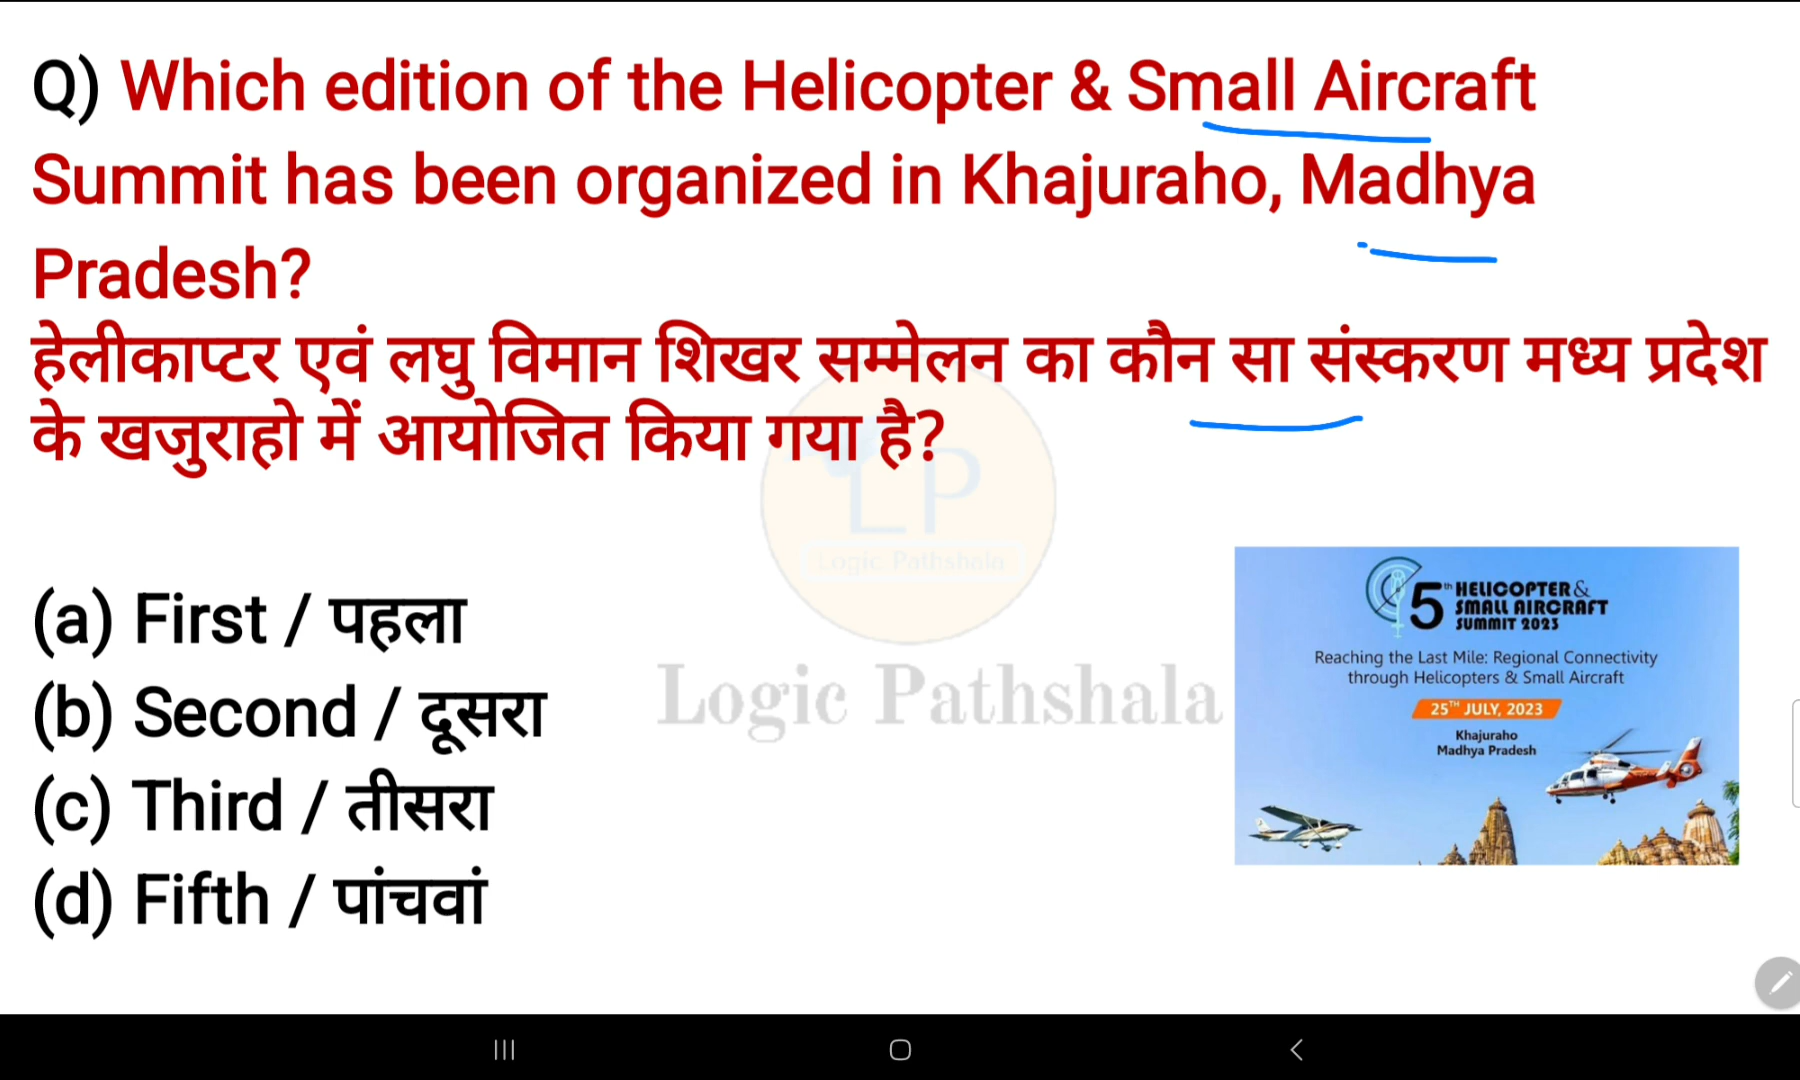 Q) Which edition of the Helicopter & Small Aircraft
Summit has been organized in Khajuraho, Madhya
Pradesh?
हेलीकाप्टर एवं लघु विमान शिखर सम्मेलन का कौन सा संस्करण मध्य प्रदेश
के खजुराहो में आयोजित किया गया है?
LP
Logic Pathshala
Logic Pathshala
(a) First / पहला
(b) Second / दूसरा
(c) Third / तीसरा
(d) Fifth / पांचवां
5th HELICOPTER &
SMALL AIRCRAFT
SUMMIT 2023
Reaching the Last Mile: Regional Connectivity
through Helicopters & Small Aircraft
25TH JULY, 2023
Khajuraho
Madhya Pradesh